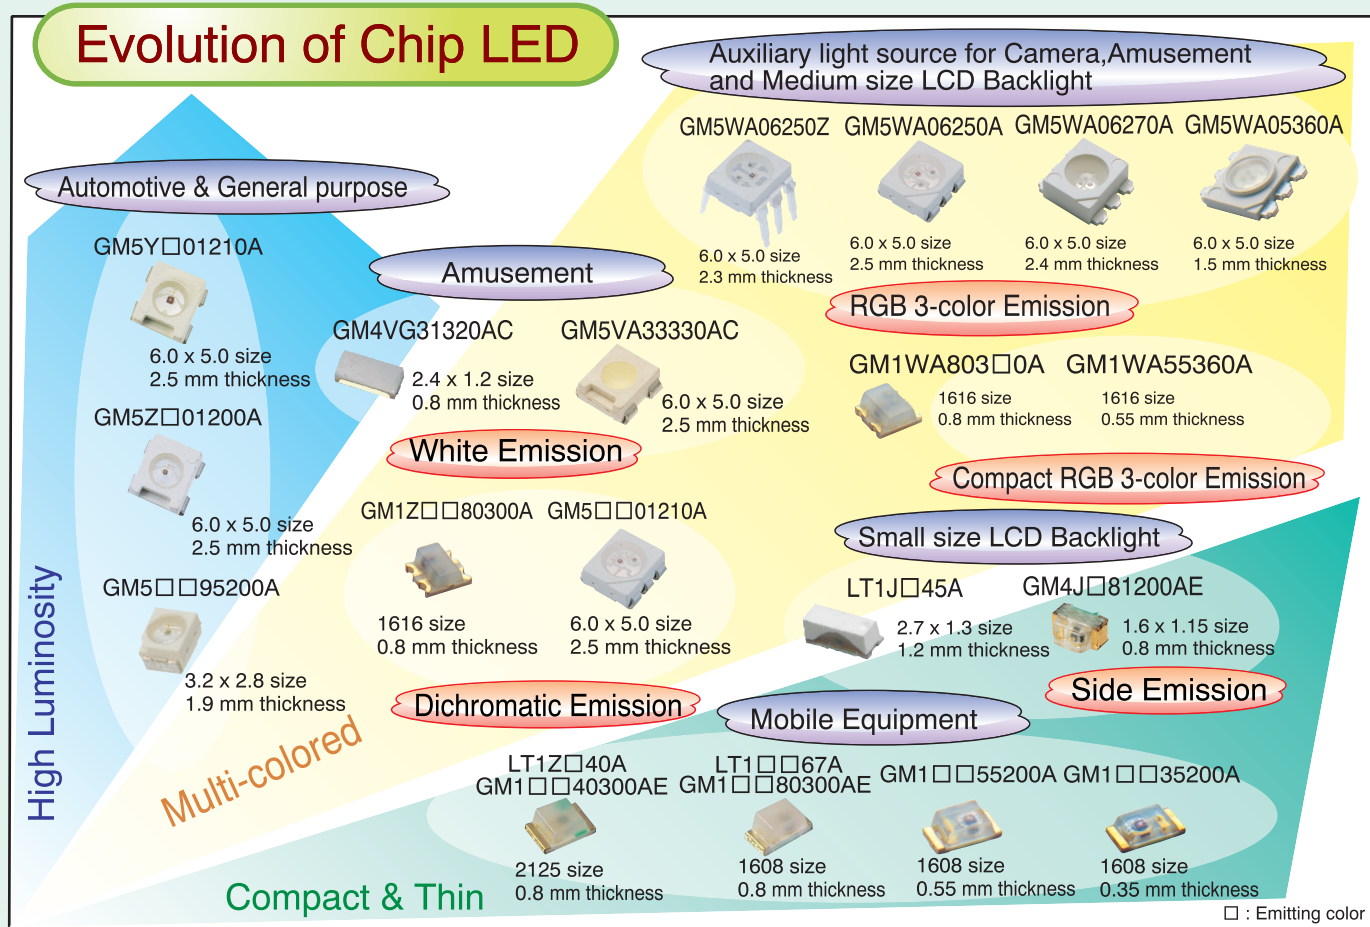 Evolution of Chip LED
Auxiliary light source for Camera,Amusement
and Medium size LCD Backlight
GM5WA06250Z GM5WA06250A GM5WA06270A GM5WA05360A
6.0 x 5.0 size
2.3 mm thickness
6.0 x 5.0 size
2.5 mm thickness
6.0 x 5.0 size
2.4 mm thickness
6.0 x 5.0 size
1.5 mm thickness
RGB 3-color Emission
GM1WA803□0A GM1WA55360A
1616 size
0.8 mm thickness
1616 size
0.55 mm thickness
Compact RGB 3-color Emission
Automotive & General purpose
GM5Y□01210A
6.0 x 5.0 size
2.5 mm thickness
GM5Z□01200A
6.0 x 5.0 size
2.5 mm thickness
GM5□□95200A
3.2 x 2.8 size
1.9 mm thickness
High Luminosity
Amusement
GM4VG31320AC GM5VA33330AC
2.4 x 1.2 size
0.8 mm thickness
6.0 x 5.0 size
2.5 mm thickness
White Emission
GM1Z□□80300A GM5□□01210A
1616 size
0.8 mm thickness
6.0 x 5.0 size
2.5 mm thickness
Dichromatic Emission
Multi-colored
Small size LCD Backlight
LT1J□45A GM4J□81200AE
2.7 x 1.3 size
1.2 mm thickness
1.6 x 1.15 size
0.8 mm thickness
Side Emission
Mobile Equipment
LT1Z□40A
GM1□□40300AE
2125 size
0.8 mm thickness
LT1□□67A
GM1□□80300AE
1608 size
0.8 mm thickness
GM1□□55200A
1608 size
0.55 mm thickness
GM1□□35200A
1608 size
0.35 mm thickness
Compact & Thin
□ : Emitting color